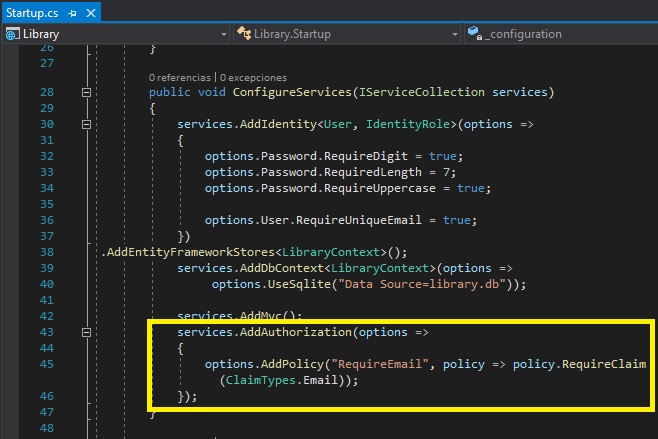 Startup.cs
Library Library.Startup _configuration
26 }
27
0 referencias | 0 excepciones
28 public void ConfigureServices(IServiceCollection services)
29 {
30 services.AddIdentity<User, IdentityRole>(options =>
31 {
32 options.Password.RequireDigit = true;
33 options.Password.RequiredLength = 7;
34 options.Password.RequireUppercase = true;
35
36 options.User.RequireUniqueEmail = true;
37 })
38 .AddEntityFrameworkStores<LibraryContext>();
39 services.AddDbContext<LibraryContext>(options =>
40 options.UseSqlite("Data Source=library.db"));
41
42 services.AddMvc();
43 services.AddAuthorization(options =>
44 {
45 options.AddPolicy("RequireEmail", policy => policy.RequireClaim
(ClaimTypes.Email));
46 });
47 }
48